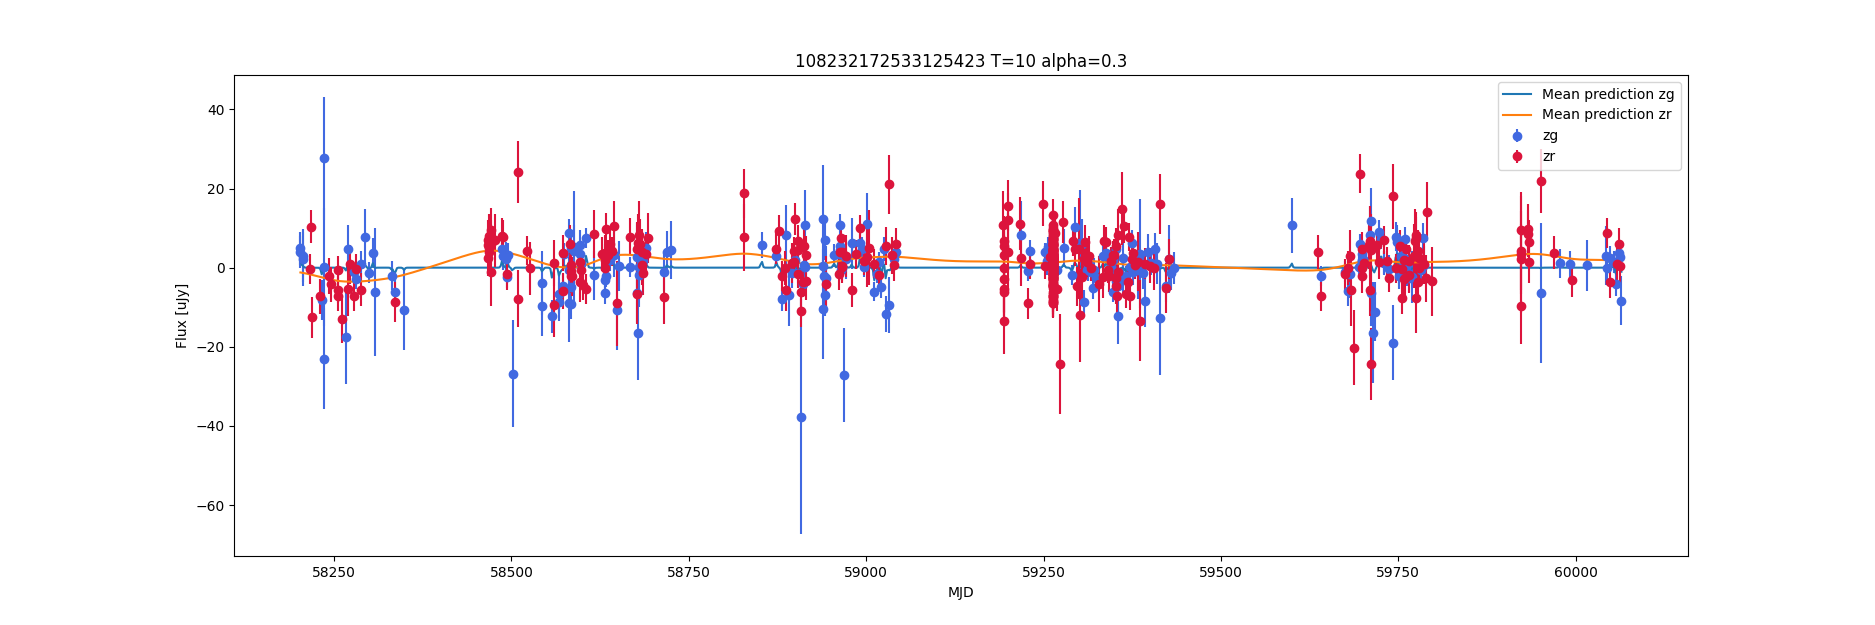 108232172533125423 T=10 alpha=0.3
Mean prediction zg
Mean prediction zr
zg
zr
Flux [uJy]
40
20
0
−20
−40
−60
58250
58500
58750
59000
59250
59500
59750
60000
MJD